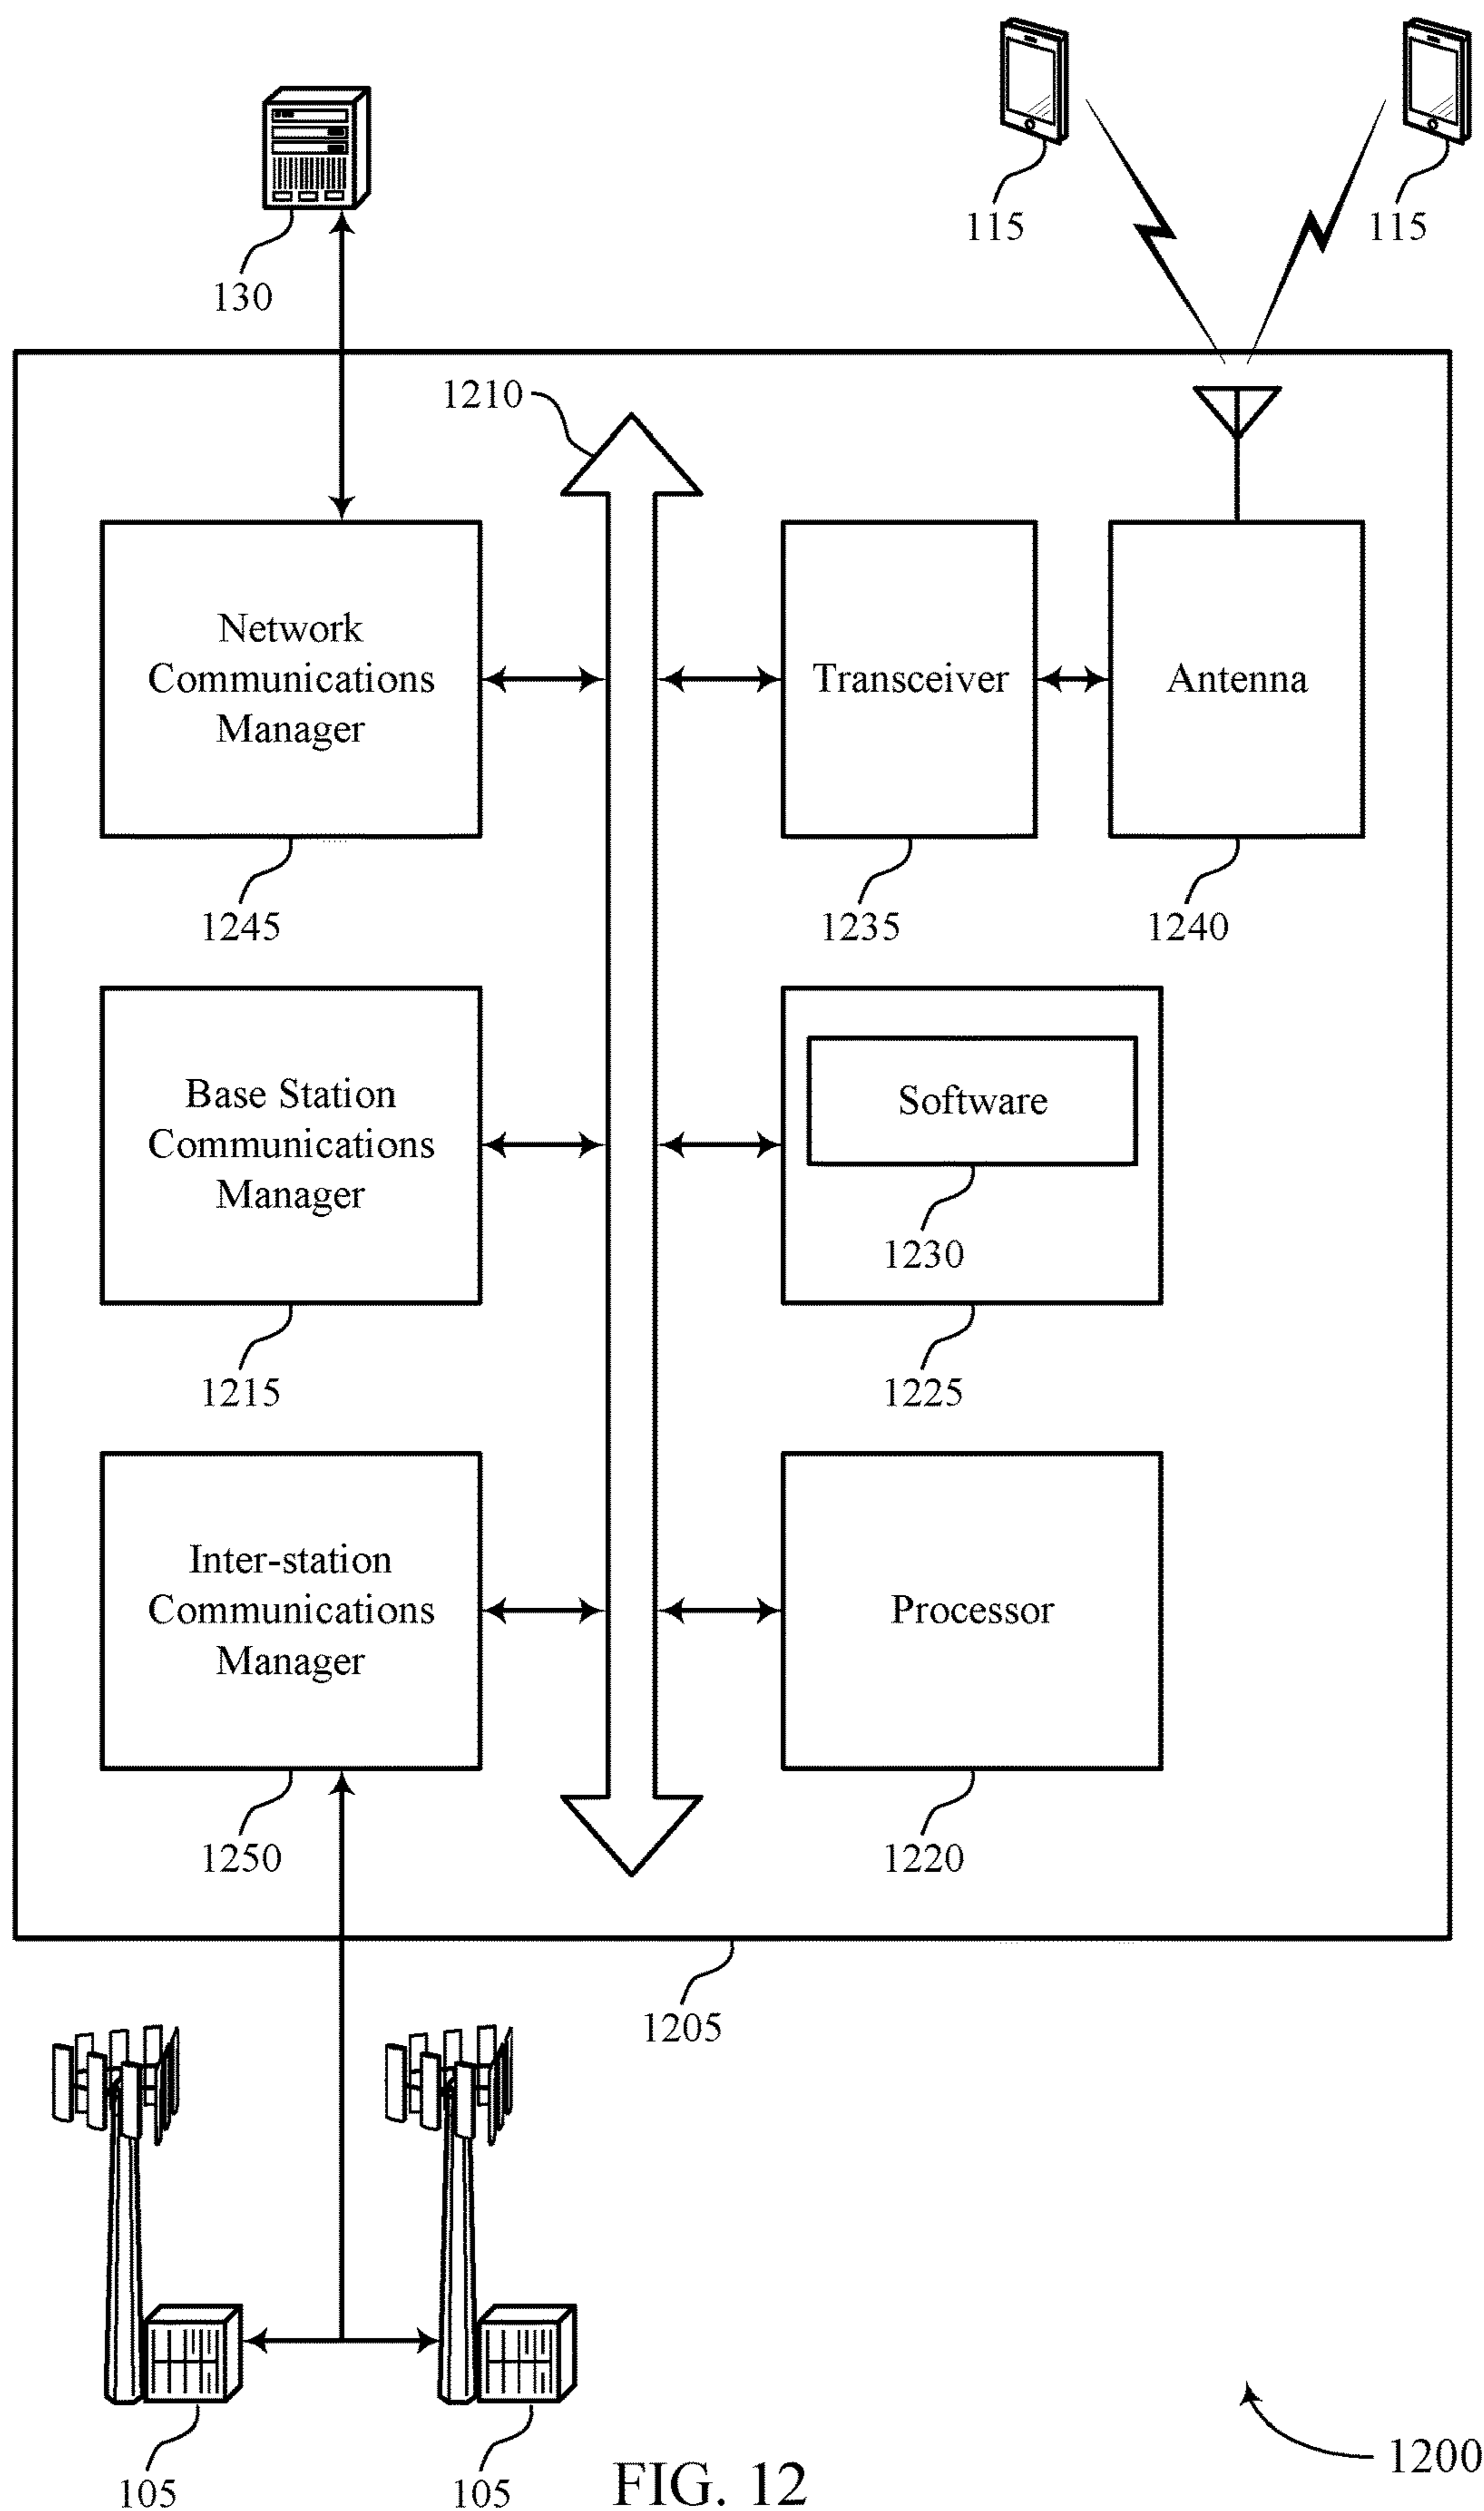 115
115
130
1210
Network
Communications
Manager
Transceiver
Antenna
1245
1235
1240
Base Station
Communications
Manager
Software
1230
1215
1225
Inter-station
Communications
Manager
Processor
1250
1220
1205
105
105
FIG. 12
1200